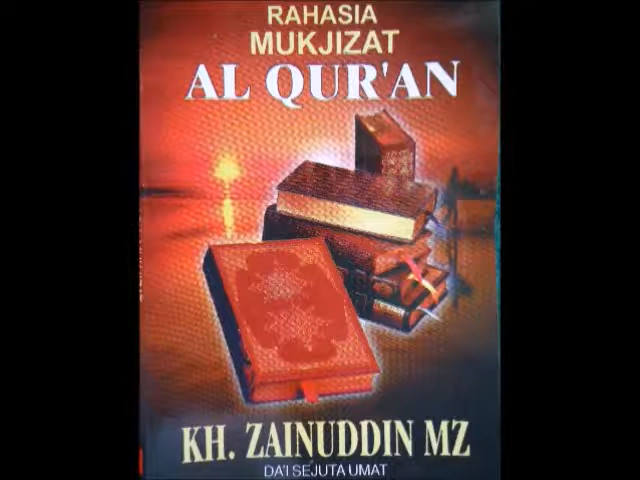 RAHASIA
MUKJIZAT
AL QUR'AN
KH. ZAINUDDIN MZ
DA'I SEJUTA UMAT